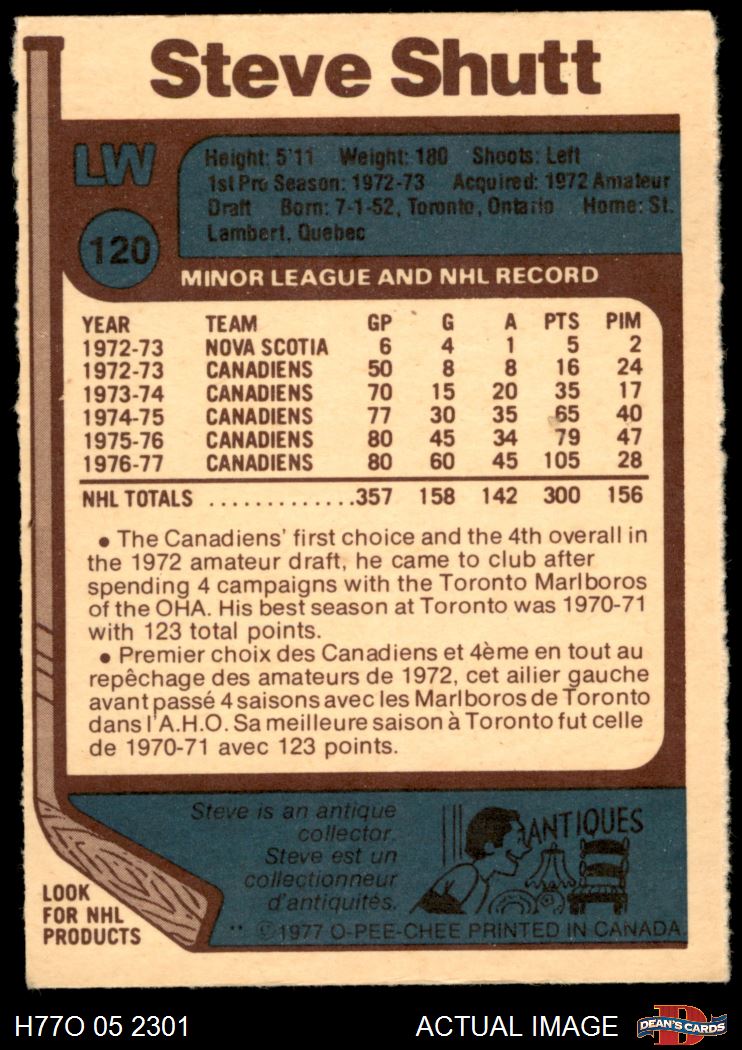 Steve Shutt
LW
Height: 5'11 Weight: 180 Shoots: Left
1st Pro Season: 1972-73 Acquired: 1972 Amateur
Draft Born: 7-1-52, Toronto, Ontario Home: St.
Lambert, Quebec
120
MINOR LEAGUE AND NHL RECORD
YEAR TEAM GP G A PTS PIM
1972-73 NOVA SCOTIA 6 4 1 5 2
1972-73 CANADIENS 50 8 8 16 24
1973-74 CANADIENS 70 15 20 35 17
1974-75 CANADIENS 77 30 35 65 40
1975-76 CANADIENS 80 45 34 79 47
1976-77 CANADIENS 80 60 45 105 28
NHL TOTALS ............ 357 158 142 300 156
• The Canadiens' first choice and the 4th overall in
the 1972 amateur draft, he came to club after
spending 4 campaigns with the Toronto Marlboros
of the OHA. His best season at Toronto was 1970-71
with 123 total points.
• Premier choix des Canadiens et 4ème en tout au
repêchage des amateurs de 1972, cet ailier gauche
avant passé 4 saisons avec les Marlboros de Toronto
dans l'A.H.O. Sa meilleure saison à Toronto fut celle
de 1970-71 avec 123 points.
Steve is an antique
collector.
Steve est un
collectionneur
d'antiquités.
ANTIQUES
LOOK
FOR NHL
PRODUCTS
** ©1977 O-PEE-CHEE PRINTED IN CANADA
H77O 05 2301 ACTUAL IMAGE
DEAN'S CARDS